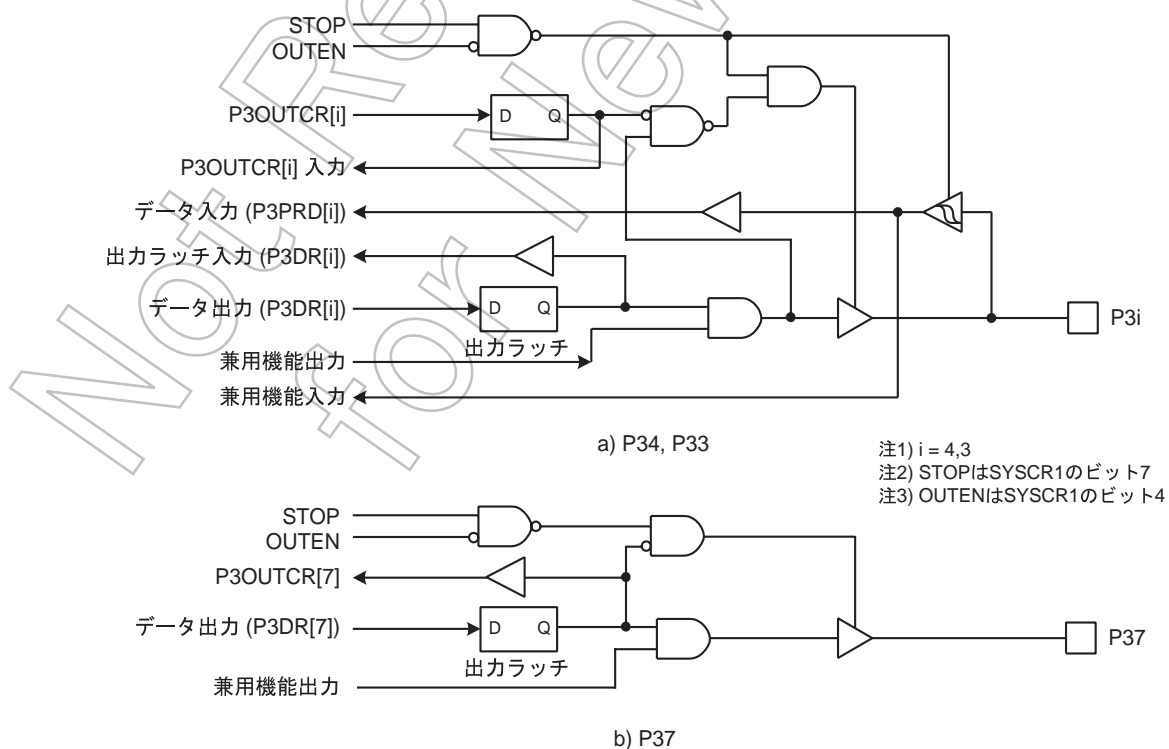 STOP
OUTEN
P3OUTCR[i]
D Q
P3OUTCR[i] 入力
データ入力 (P3PRD[i])
出力ラッチ入力 (P3DR[i])
データ出力 (P3DR[i])
D Q
出力ラッチ
P3i
兼用機能出力
兼用機能入力
a) P34, P33
注1) i = 4,3
注2) STOPはSYSCR1のビット7
注3) OUTENはSYSCR1のビット4
STOP
OUTEN
P3OUTCR[7]
データ出力 (P3DR[7])
D Q
出力ラッチ
P37
兼用機能出力
b) P37
Not Re
for New